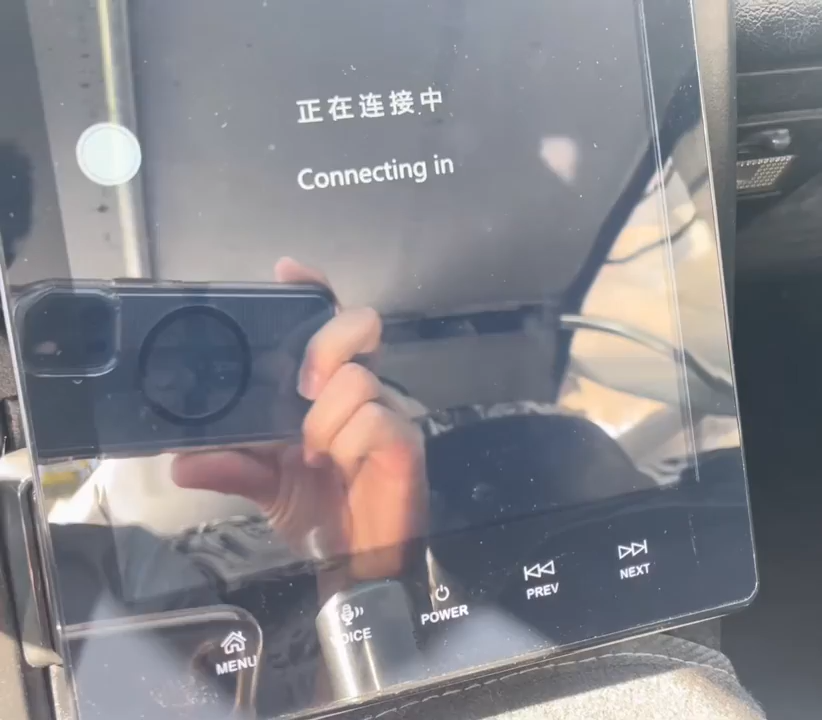 正在连接中
Connecting in
MENU
VOICE
POWER
PREV
NEXT